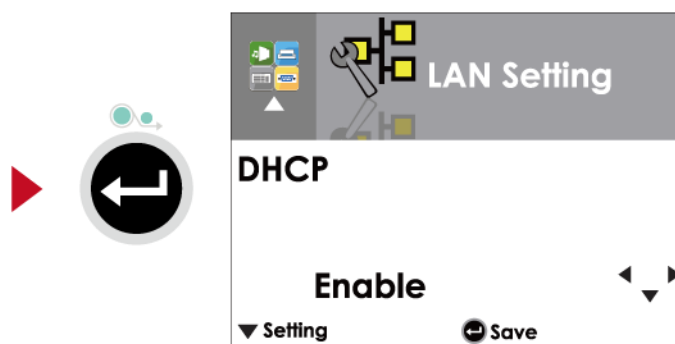 LAN Setting
DHCP
Enable
Setting
Save